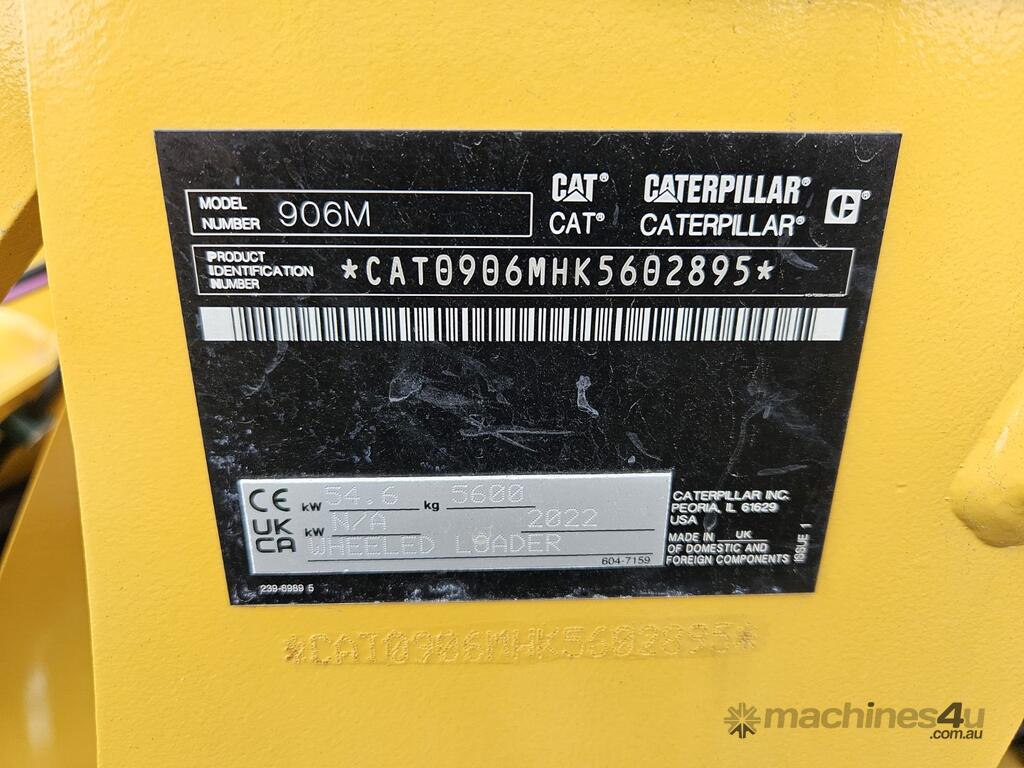 CAT® CATERPILLAR®
CAT® CATERPILLAR®
MODEL NUMBER 906M
PRODUCT IDENTIFICATION NUMBER *CAT0906MHK5602895*
CE kW 54.6 kg 5600
UKCA kW N/A 2022
WHEELED LOADER
604-7159
CATERPILLAR INC.
PEORIA, IL 61629
USA
MADE IN UK
OF DOMESTIC AND
FOREIGN COMPONENTS
ISSUE 1
239-6989 5
*CAT0906MHK5602895*
machines4u
.com.au